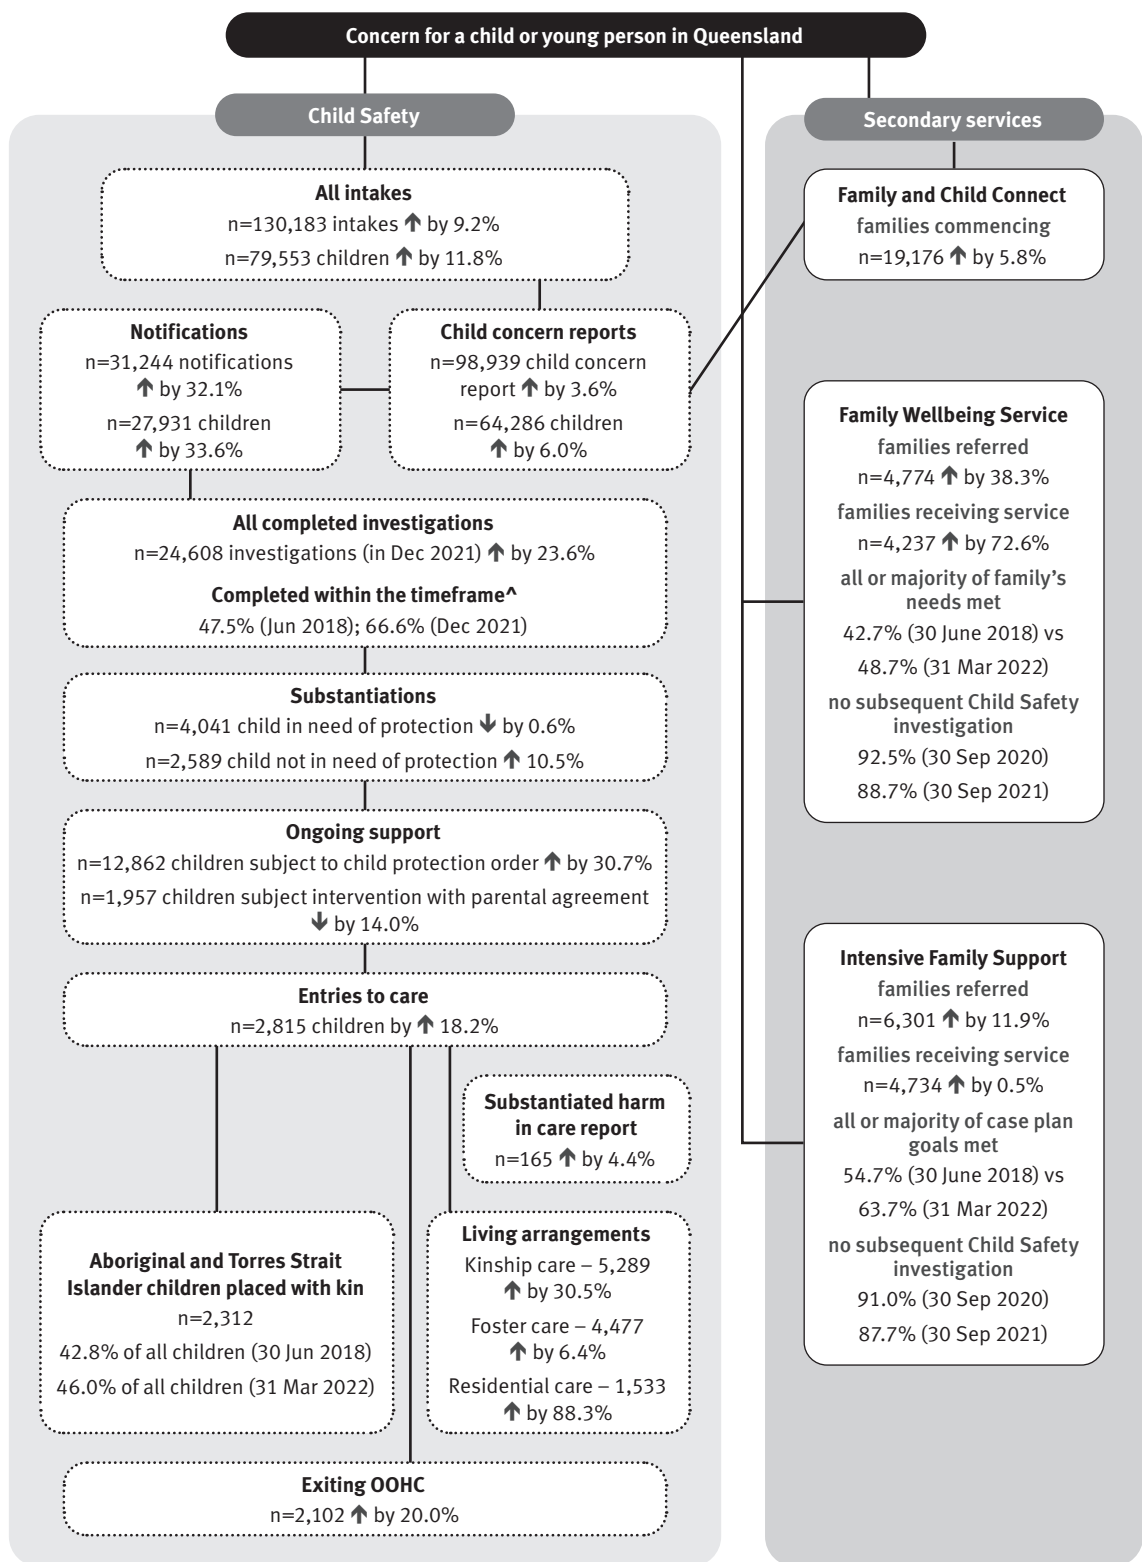 Concern for a child or young person in Queensland
Child Safety
All intakes
n=130,183 intakes ↑ by 9.2%
n=79,553 children ↑ by 11.8%
Notifications
n=31,244 notifications
↑ by 32.1%
n=27,931 children
↑ by 33.6%
Child concern reports
n=98,939 child concern
report ↑ by 3.6%
n=64,286 children
↑ by 6.0%
All completed investigations
n=24,608 investigations (in Dec 2021) ↑ by 23.6%
Completed within the timeframe^
47.5% (Jun 2018); 66.6% (Dec 2021)
Substantiations
n=4,041 child in need of protection ↓ by 0.6%
n=2,589 child not in need of protection ↑ 10.5%
Ongoing support
n=12,862 children subject to child protection order ↑ by 30.7%
n=1,957 children subject intervention with parental agreement
↓ by 14.0%
Entries to care
n=2,815 children by ↑ 18.2%
Substantiated harm
in care report
n=165 ↑ by 4.4%
Aboriginal and Torres Strait
Islander children placed with kin
n=2,312
42.8% of all children (30 Jun 2018)
46.0% of all children (31 Mar 2022)
Living arrangements
Kinship care – 5,289
↑ by 30.5%
Foster care – 4,477
↑ by 6.4%
Residential care – 1,533
↑ by 88.3%
Exiting OOHC
n=2,102 ↑ by 20.0%
Secondary services
Family and Child Connect
families commencing
n=19,176 ↑ by 5.8%
Family Wellbeing Service
families referred
n=4,774 ↑ by 38.3%
families receiving service
n=4,237 ↑ by 72.6%
all or majority of family's
needs met
42.7% (30 June 2018) vs
48.7% (31 Mar 2022)
no subsequent Child Safety
investigation
92.5% (30 Sep 2020)
88.7% (30 Sep 2021)
Intensive Family Support
families referred
n=6,301 ↑ by 11.9%
families receiving service
n=4,734 ↑ by 0.5%
all or majority of case plan
goals met
54.7% (30 June 2018) vs
63.7% (31 Mar 2022)
no subsequent Child Safety
investigation
91.0% (30 Sep 2020)
87.7% (30 Sep 2021)